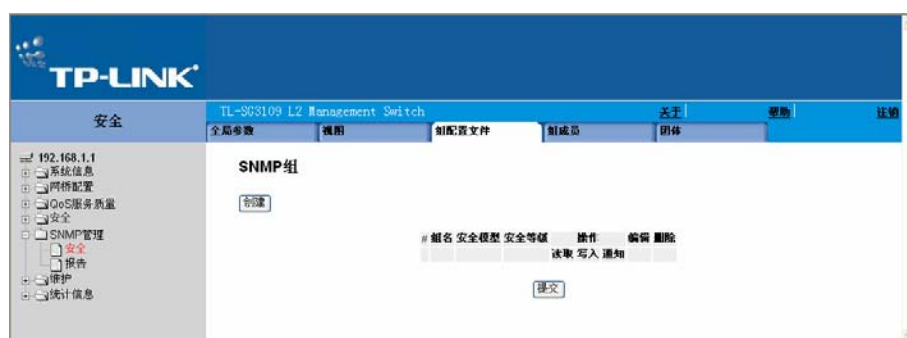 TP-LINK
安全
TL-SG3109 L2 Management Switch 关于 帮助 注销
全局参数 视图 组配置文件 组成员 团体
192.168.1.1
系统信息
网桥配置
QoS服务质量
安全
SNMP管理
安全
报告
维护
统计信息
SNMP组
创建
# 组名 安全模型 安全等级 操作 编辑 删除
读取 写入 通知
提交